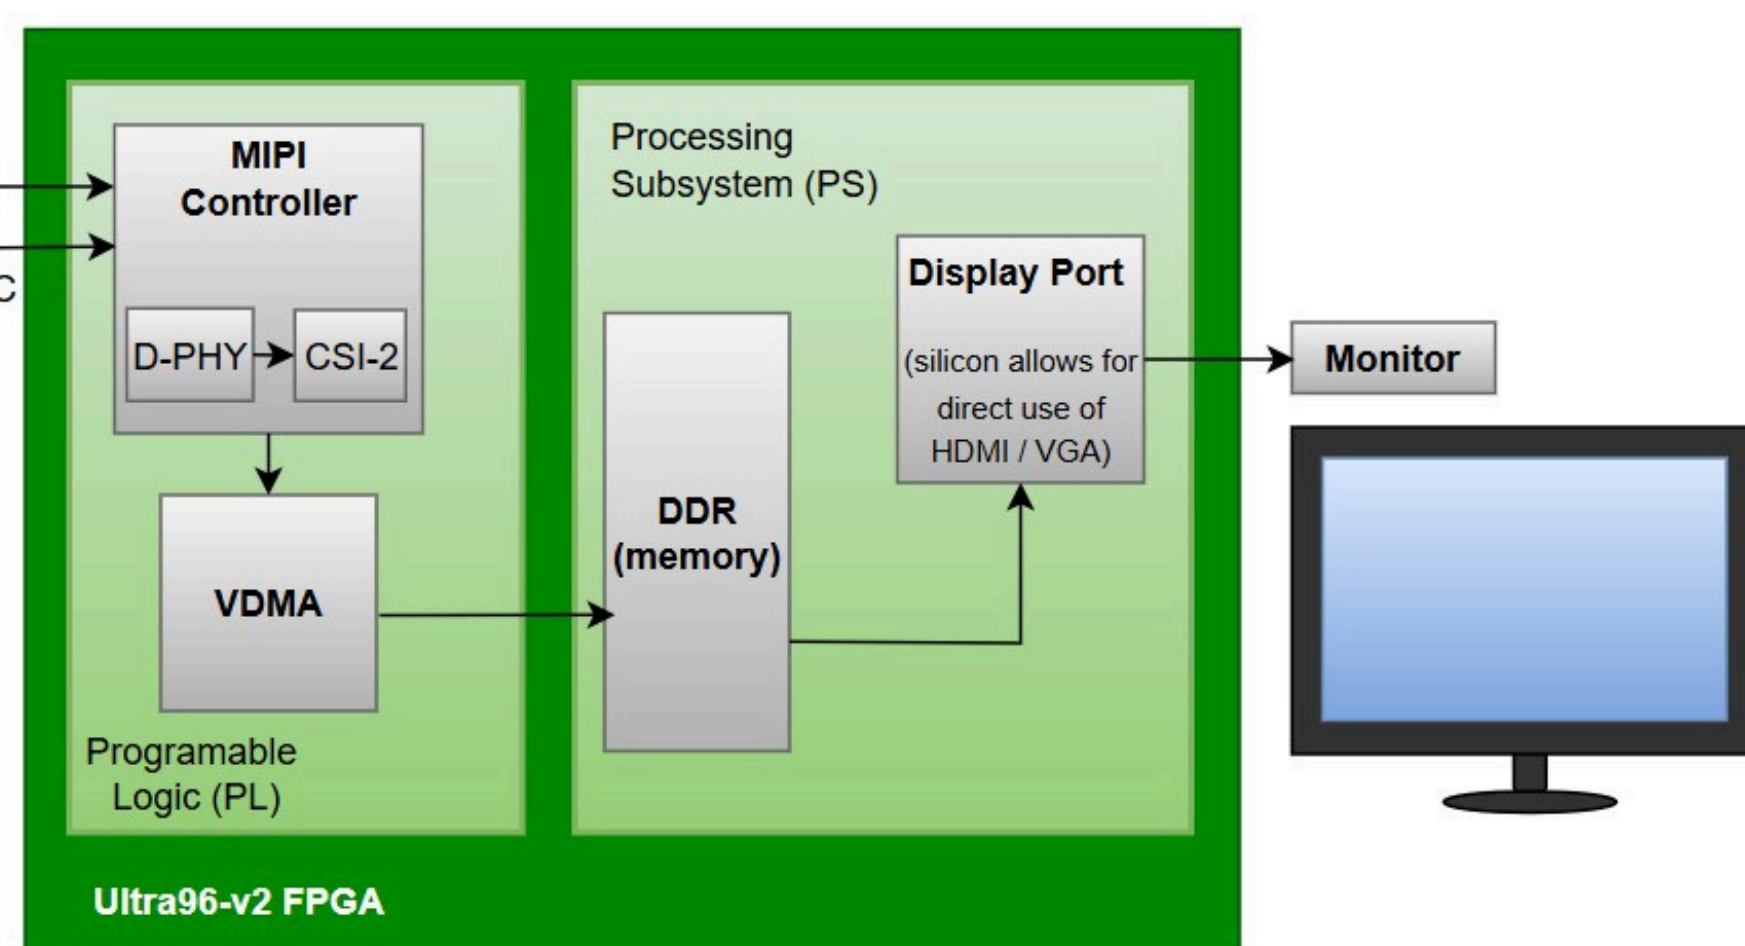 MIPI
Controller
C
D-PHY
CSI-2
VDMA
Programable
Logic (PL)
Processing
Subsystem (PS)
DDR
(memory)
Display Port
(silicon allows for
direct use of
HDMI / VGA)
Monitor
Ultra96-v2 FPGA